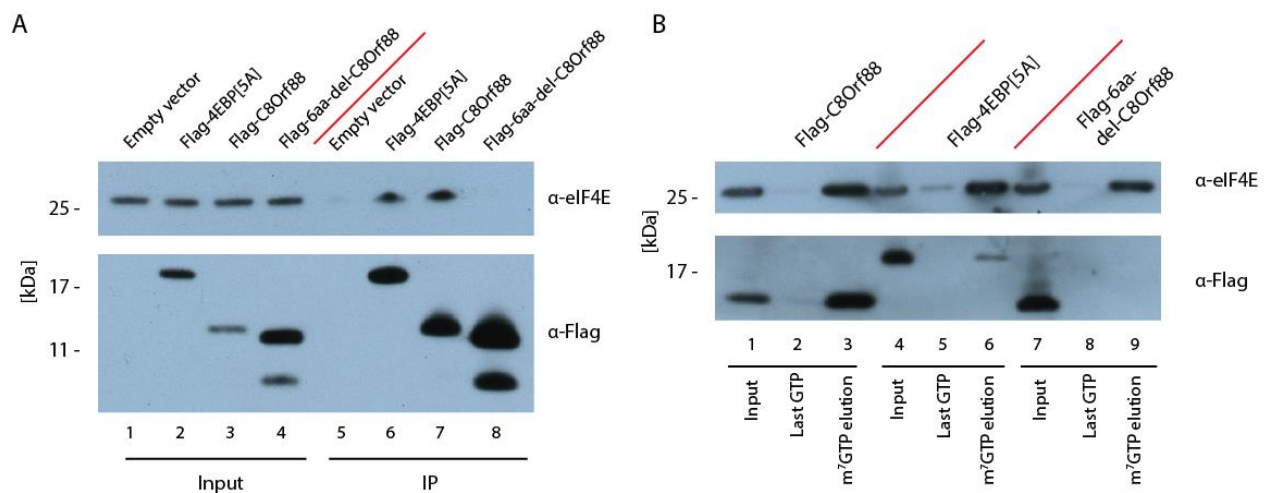 A
Empty vector
Flag-4EBP[5A]
Flag-C8Orf88
Flag-6aa-del-C8Orf88
Empty vector
Flag-4EBP[5A]
Flag-C8Orf88
Flag-6aa-del-C8Orf88
α-eIF4E
25 -
[kDa]
17 -
11 -
α-Flag
1 2 3 4 5 6 7 8
Input IP
B
Flag-C8Orf88
Flag-4EBP[5A]
Flag-6aa-
del-C8Orf88
α-eIF4E
25 -
[kDa]
17 -
α-Flag
1 2 3 4 5 6 7 8 9
Input
Last GTP
m⁷GTP elution
Input
Last GTP
m⁷GTP elution
Input
Last GTP
m⁷GTP elution